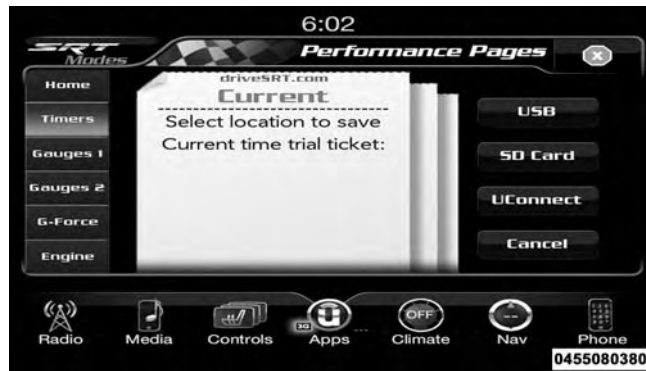 6:02
SRT
Modes
Performance Pages
X
Home
Timers
Gauges 1
Gauges 2
G-Force
Engine
driveSRT.com
Current
Select location to save
Current time trial ticket:
USB
SD Card
UConnect
Cancel
3G
u
...
OFF
--
Radio
Media
Controls
Apps
Climate
Nav
Phone
0455080380